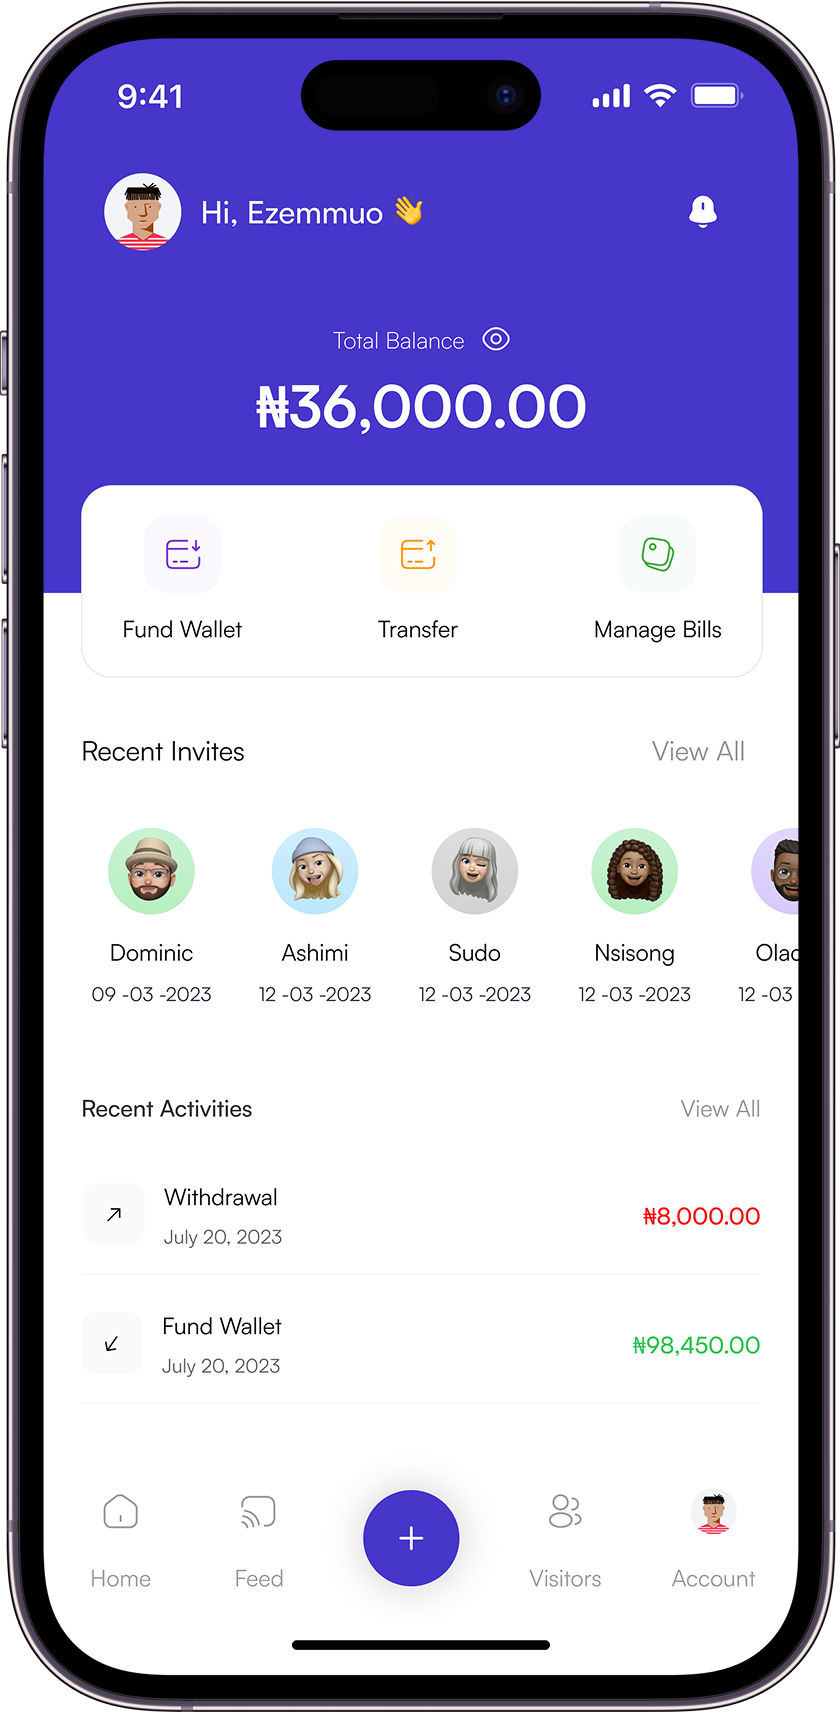 9:41
Hi, Ezemmuo 👋
Total Balance
₦36,000.00
Fund Wallet Transfer Manage Bills
Recent Invites View All
Dominic Ashimi Sudo Nsisong Olad
09 -03 -2023 12 -03 -2023 12 -03 -2023 12 -03 -2023 12 -03
Recent Activities View All
Withdrawal
July 20, 2023
₦8,000.00
Fund Wallet
July 20, 2023
₦98,450.00
Home Feed Visitors Account